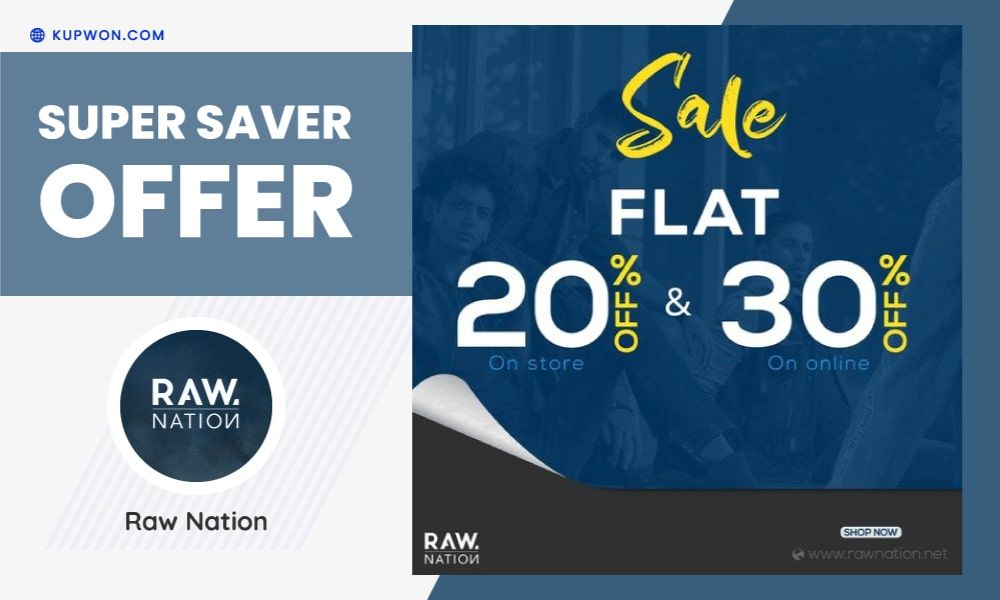 KUPWON.COM
SUPER SAVER
OFFER
RAW.
NATION
Raw Nation
Sale
FLAT
20% OFF & 30% OFF
On store On online
RAW.
NATION
SHOP NOW
www.rawnation.net